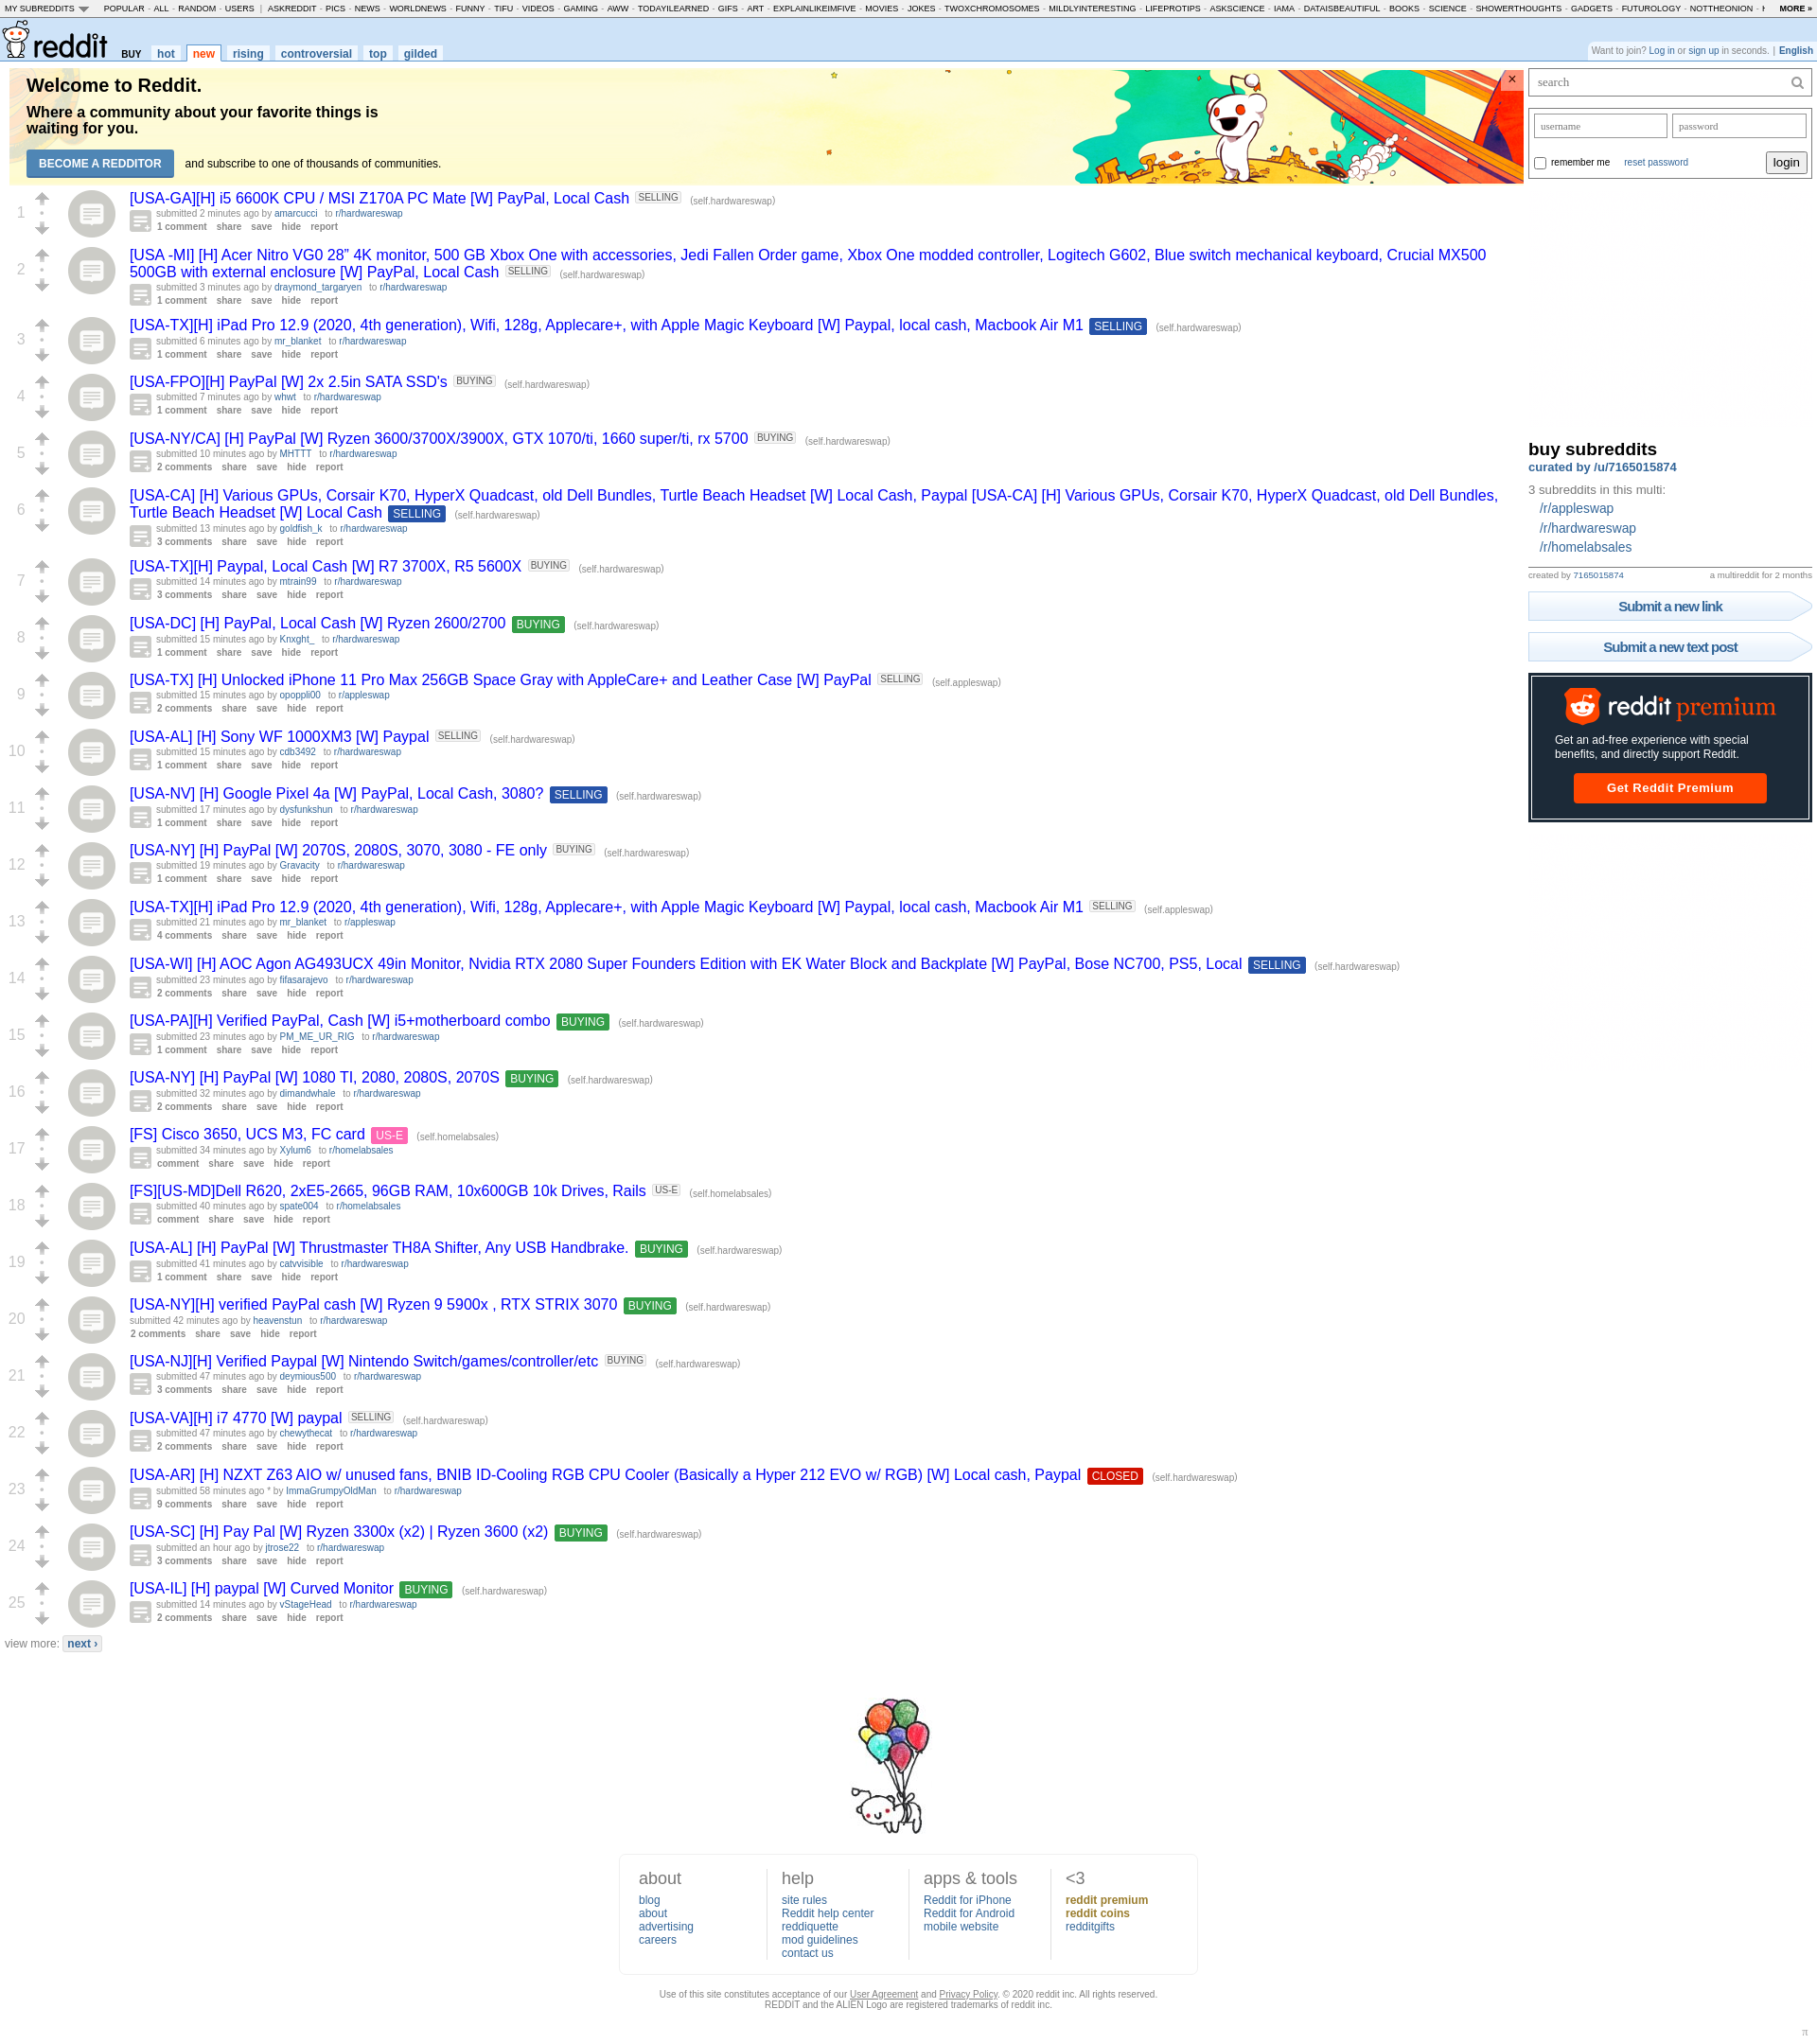 MY SUBREDDITS POPULAR - ALL - RANDOM - USERS | ASKREDDIT - PICS - NEWS - WORLDNEWS - FUNNY - TIFU - VIDEOS - GAMING - AWW - TODAYILEARNED - GIFS - ART - EXPLAINLIKEIMFIVE - MOVIES - JOKES - TWOXCHROMOSOMES - MILDLYINTERESTING - LIFEPROTIPS - ASKSCIENCE - IAMA - DATAISBEAUTIFUL - BOOKS - SCIENCE - SHOWERTHOUGHTS - GADGETS - FUTUROLOGY - NOTTHEONION - MORE »
reddit BUY hot new rising controversial top gilded
Want to join? Log in or sign up in seconds. | English
Welcome to Reddit.
Where a community about your favorite things is
waiting for you.
BECOME A REDDITOR and subscribe to one of thousands of communities.
×
search
username password
remember me reset password login
1
[USA-GA][H] i5 6600K CPU / MSI Z170A PC Mate [W] PayPal, Local Cash SELLING (self.hardwareswap)
submitted 2 minutes ago by amarcucci to r/hardwareswap
1 comment share save hide report
2
[USA -MI] [H] Acer Nitro VG0 28” 4K monitor, 500 GB Xbox One with accessories, Jedi Fallen Order game, Xbox One modded controller, Logitech G602, Blue switch mechanical keyboard, Crucial MX500
500GB with external enclosure [W] PayPal, Local Cash SELLING (self.hardwareswap)
submitted 3 minutes ago by draymond_targaryen to r/hardwareswap
1 comment share save hide report
3
[USA-TX][H] iPad Pro 12.9 (2020, 4th generation), Wifi, 128g, Applecare+, with Apple Magic Keyboard [W] Paypal, local cash, Macbook Air M1 SELLING (self.hardwareswap)
submitted 6 minutes ago by mr_blanket to r/hardwareswap
1 comment share save hide report
4
[USA-FPO][H] PayPal [W] 2x 2.5in SATA SSD's BUYING (self.hardwareswap)
submitted 7 minutes ago by whwt to r/hardwareswap
1 comment share save hide report
5
[USA-NY/CA] [H] PayPal [W] Ryzen 3600/3700X/3900X, GTX 1070/ti, 1660 super/ti, rx 5700 BUYING (self.hardwareswap)
submitted 10 minutes ago by MHTTT to r/hardwareswap
2 comments share save hide report
6
[USA-CA] [H] Various GPUs, Corsair K70, HyperX Quadcast, old Dell Bundles, Turtle Beach Headset [W] Local Cash, Paypal [USA-CA] [H] Various GPUs, Corsair K70, HyperX Quadcast, old Dell Bundles,
Turtle Beach Headset [W] Local Cash SELLING (self.hardwareswap)
submitted 13 minutes ago by goldfish_k to r/hardwareswap
3 comments share save hide report
7
[USA-TX][H] Paypal, Local Cash [W] R7 3700X, R5 5600X BUYING (self.hardwareswap)
submitted 14 minutes ago by mtrain99 to r/hardwareswap
3 comments share save hide report
8
[USA-DC] [H] PayPal, Local Cash [W] Ryzen 2600/2700 BUYING (self.hardwareswap)
submitted 15 minutes ago by Knxght_ to r/hardwareswap
1 comment share save hide report
9
[USA-TX] [H] Unlocked iPhone 11 Pro Max 256GB Space Gray with AppleCare+ and Leather Case [W] PayPal SELLING (self.appleswap)
submitted 15 minutes ago by opoppli00 to r/appleswap
2 comments share save hide report
10
[USA-AL] [H] Sony WF 1000XM3 [W] Paypal SELLING (self.hardwareswap)
submitted 15 minutes ago by cdb3492 to r/hardwareswap
1 comment share save hide report
11
[USA-NV] [H] Google Pixel 4a [W] PayPal, Local Cash, 3080? SELLING (self.hardwareswap)
submitted 17 minutes ago by dysfunkshun to r/hardwareswap
1 comment share save hide report
12
[USA-NY] [H] PayPal [W] 2070S, 2080S, 3070, 3080 - FE only BUYING (self.hardwareswap)
submitted 19 minutes ago by Gravacity to r/hardwareswap
1 comment share save hide report
13
[USA-TX][H] iPad Pro 12.9 (2020, 4th generation), Wifi, 128g, Applecare+, with Apple Magic Keyboard [W] Paypal, local cash, Macbook Air M1 SELLING (self.appleswap)
submitted 21 minutes ago by mr_blanket to r/appleswap
4 comments share save hide report
14
[USA-WI] [H] AOC Agon AG493UCX 49in Monitor, Nvidia RTX 2080 Super Founders Edition with EK Water Block and Backplate [W] PayPal, Bose NC700, PS5, Local SELLING (self.hardwareswap)
submitted 23 minutes ago by fifasarajevo to r/hardwareswap
2 comments share save hide report
15
[USA-PA][H] Verified PayPal, Cash [W] i5+motherboard combo BUYING (self.hardwareswap)
submitted 23 minutes ago by PM_ME_UR_RIG to r/hardwareswap
1 comment share save hide report
16
[USA-NY] [H] PayPal [W] 1080 TI, 2080, 2080S, 2070S BUYING (self.hardwareswap)
submitted 32 minutes ago by dimandwhale to r/hardwareswap
2 comments share save hide report
17
[FS] Cisco 3650, UCS M3, FC card US-E (self.homelabsales)
submitted 34 minutes ago by Xylum6 to r/homelabsales
comment share save hide report
18
[FS][US-MD]Dell R620, 2xE5-2665, 96GB RAM, 10x600GB 10k Drives, Rails US-E (self.homelabsales)
submitted 40 minutes ago by spate004 to r/homelabsales
comment share save hide report
19
[USA-AL] [H] PayPal [W] Thrustmaster TH8A Shifter, Any USB Handbrake. BUYING (self.hardwareswap)
submitted 41 minutes ago by catvvisible to r/hardwareswap
1 comment share save hide report
20
[USA-NY][H] verified PayPal cash [W] Ryzen 9 5900x , RTX STRIX 3070 BUYING (self.hardwareswap)
submitted 42 minutes ago by heavenstun to r/hardwareswap
2 comments share save hide report
21
[USA-NJ][H] Verified Paypal [W] Nintendo Switch/games/controller/etc BUYING (self.hardwareswap)
submitted 47 minutes ago by deymious500 to r/hardwareswap
3 comments share save hide report
22
[USA-VA][H] i7 4770 [W] paypal SELLING (self.hardwareswap)
submitted 47 minutes ago by chewythecat to r/hardwareswap
2 comments share save hide report
23
[USA-AR] [H] NZXT Z63 AIO w/ unused fans, BNIB ID-Cooling RGB CPU Cooler (Basically a Hyper 212 EVO w/ RGB) [W] Local cash, Paypal CLOSED (self.hardwareswap)
submitted 58 minutes ago * by ImmaGrumpyOldMan to r/hardwareswap
9 comments share save hide report
24
[USA-SC] [H] Pay Pal [W] Ryzen 3300x (x2) | Ryzen 3600 (x2) BUYING (self.hardwareswap)
submitted an hour ago by jtrose22 to r/hardwareswap
3 comments share save hide report
25
[USA-IL] [H] paypal [W] Curved Monitor BUYING (self.hardwareswap)
submitted 14 minutes ago by vStageHead to r/hardwareswap
2 comments share save hide report
view more: next ›
buy subreddits
curated by /u/7165015874
3 subreddits in this multi:
/r/appleswap
/r/hardwareswap
/r/homelabsales
created by 7165015874 a multireddit for 2 months
Submit a new link
Submit a new text post
reddit premium
Get an ad-free experience with special
benefits, and directly support Reddit.
Get Reddit Premium
about
blog
about
advertising
careers
help
site rules
Reddit help center
reddiquette
mod guidelines
contact us
apps & tools
Reddit for iPhone
Reddit for Android
mobile website
<3
reddit premium
reddit coins
redditgifts
Use of this site constitutes acceptance of our User Agreement and Privacy Policy. © 2020 reddit inc. All rights reserved.
REDDIT and the ALIEN Logo are registered trademarks of reddit inc.
π